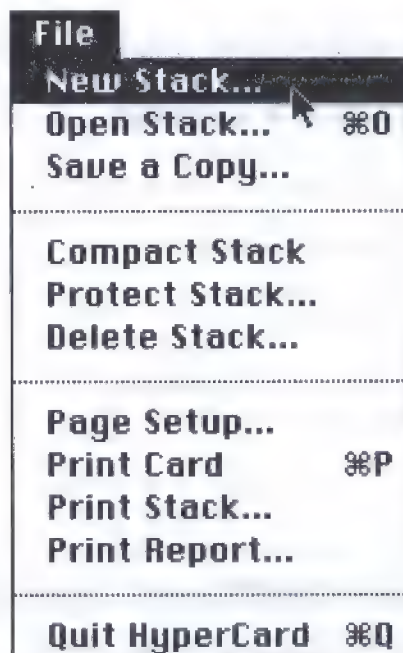 File
New Stack...
Open Stack... ⌘O
Save a Copy...
Compact Stack
Protect Stack...
Delete Stack...
Page Setup...
Print Card ⌘P
Print Stack...
Print Report...
Quit HyperCard ⌘Q